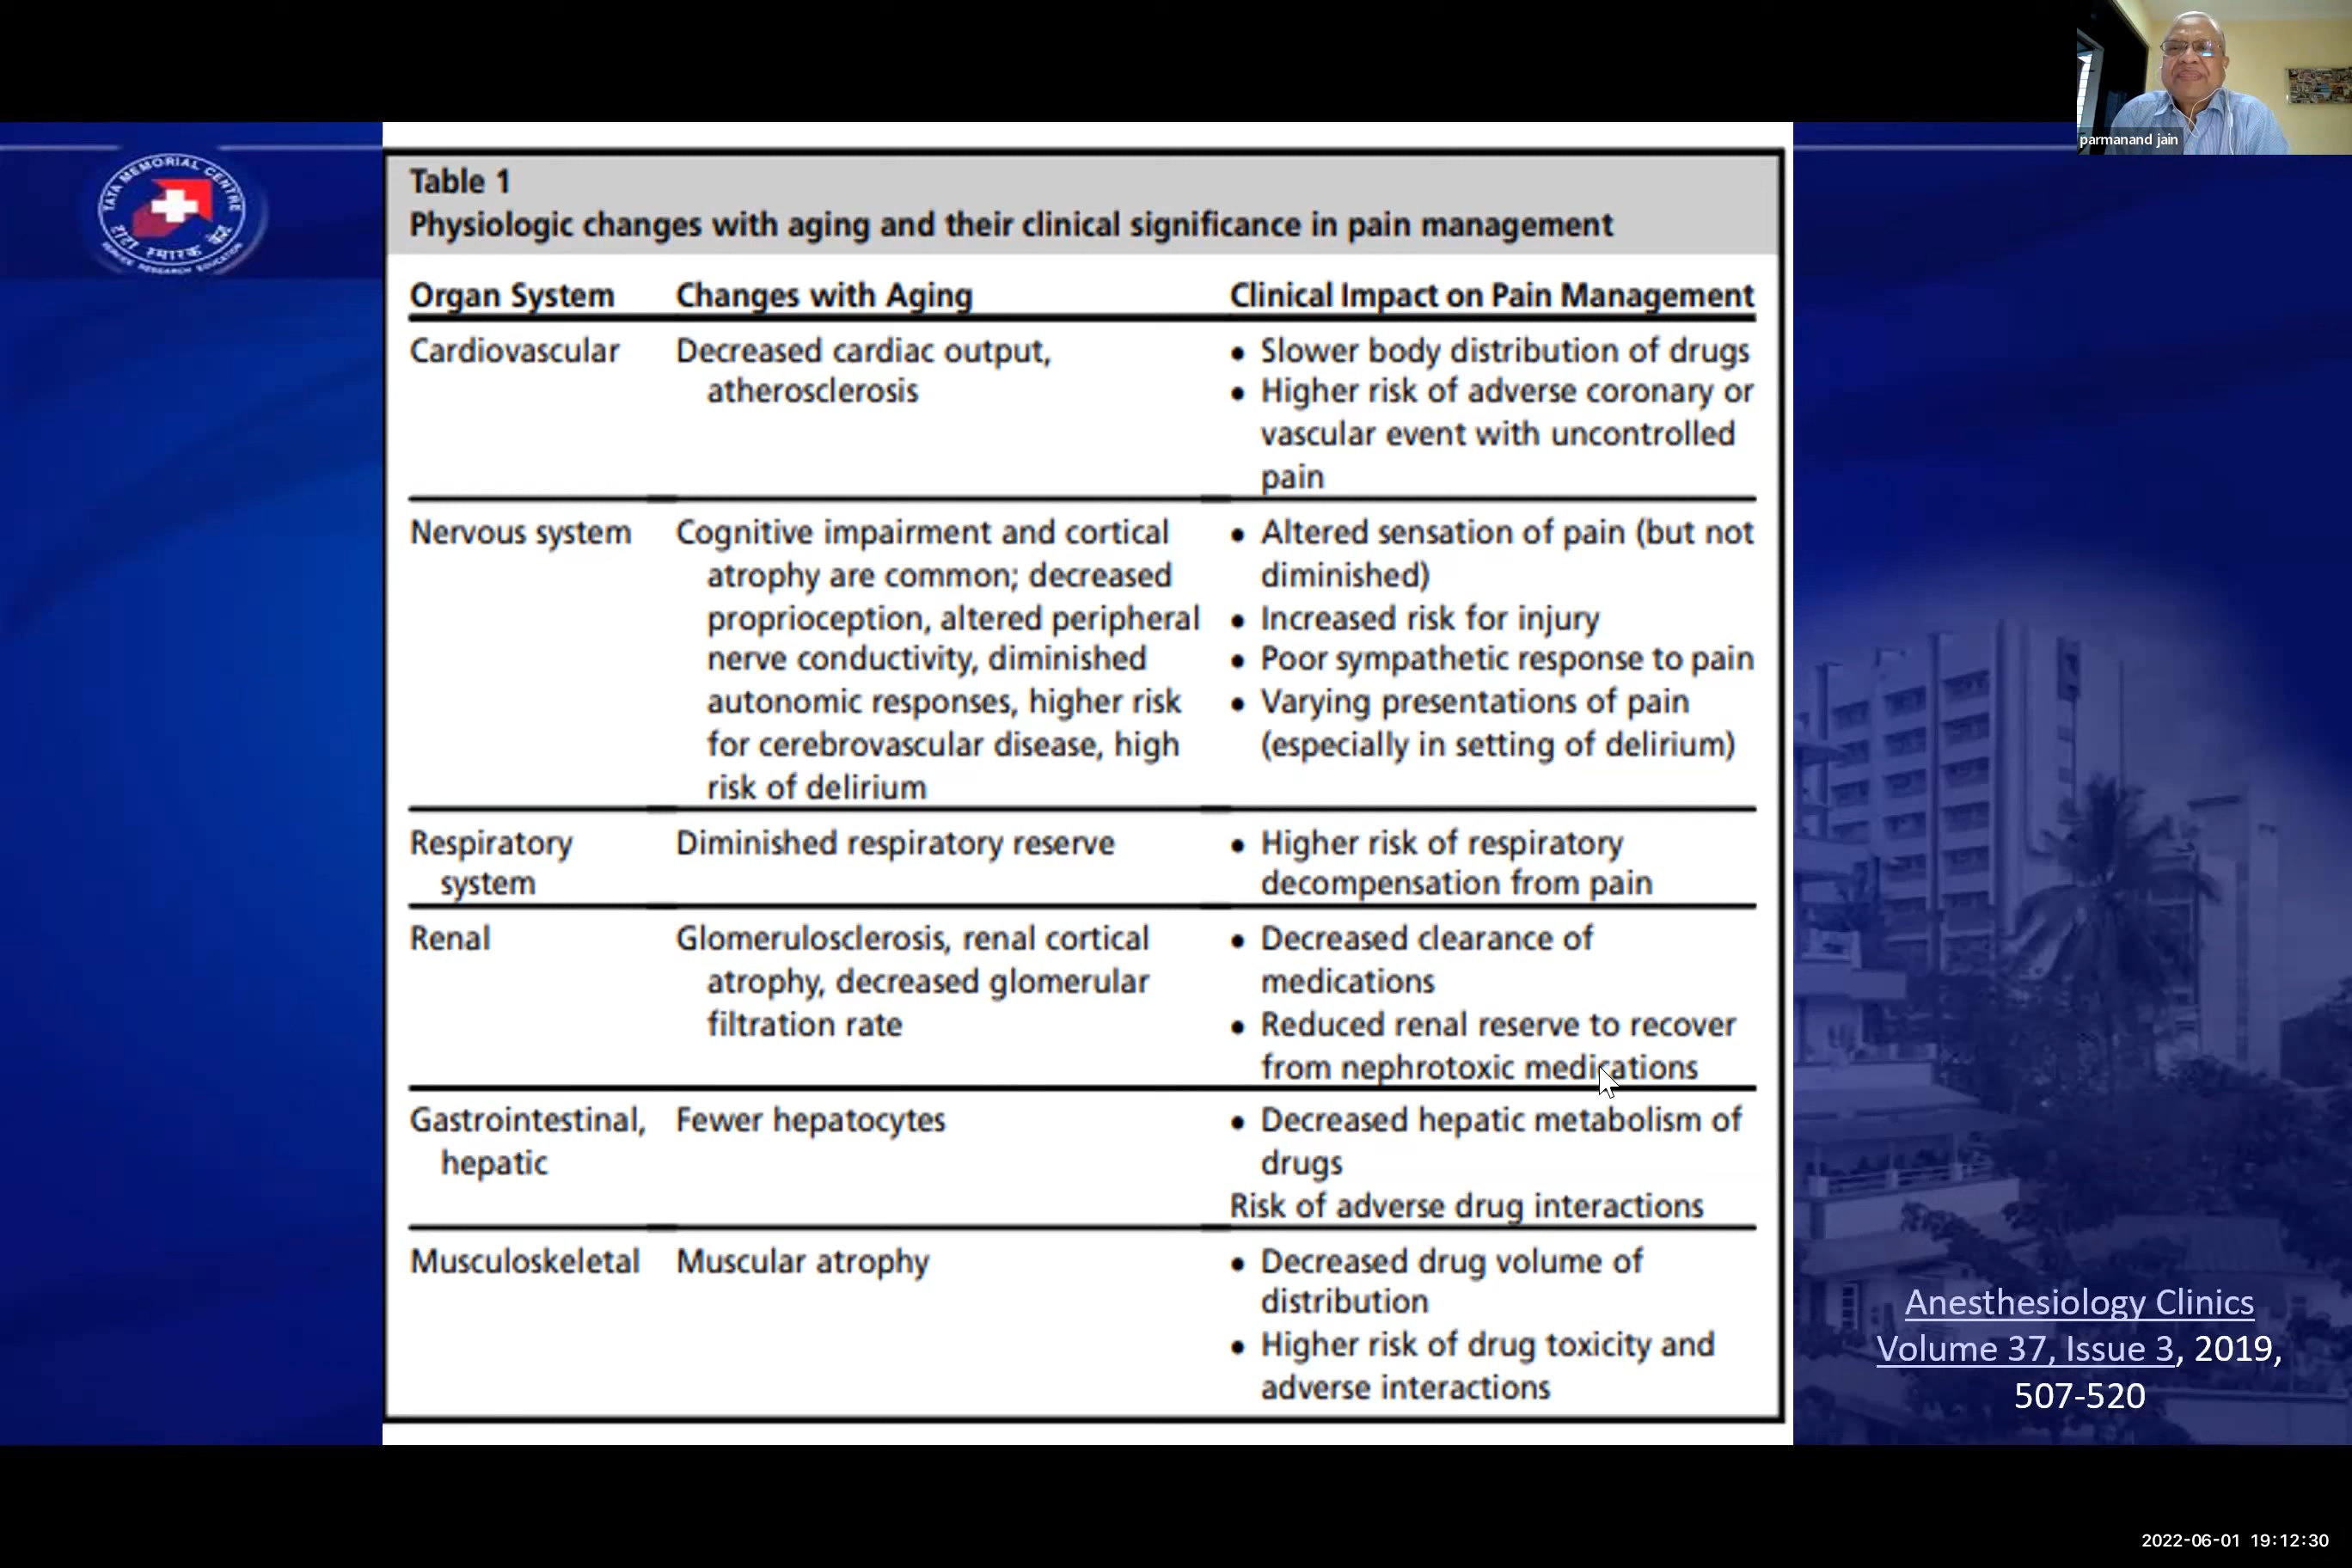 parmanand jain
TATA MEMORIAL CENTRE
टाटा स्मारक केंद्र
SERVICE RESEARCH EDUCATION
Table 1
Physiologic changes with aging and their clinical significance in pain management
Organ System Changes with Aging Clinical Impact on Pain Management
Cardiovascular Decreased cardiac output, • Slower body distribution of drugs
atherosclerosis • Higher risk of adverse coronary or
vascular event with uncontrolled
pain
Nervous system Cognitive impairment and cortical • Altered sensation of pain (but not
atrophy are common; decreased diminished)
proprioception, altered peripheral • Increased risk for injury
nerve conductivity, diminished • Poor sympathetic response to pain
autonomic responses, higher risk • Varying presentations of pain
for cerebrovascular disease, high (especially in setting of delirium)
risk of delirium
Respiratory Diminished respiratory reserve • Higher risk of respiratory
system decompensation from pain
Renal Glomerulosclerosis, renal cortical • Decreased clearance of
atrophy, decreased glomerular medications
filtration rate • Reduced renal reserve to recover
from nephrotoxic medications
Gastrointestinal, Fewer hepatocytes • Decreased hepatic metabolism of
hepatic drugs
Risk of adverse drug interactions
Musculoskeletal Muscular atrophy • Decreased drug volume of
distribution
• Higher risk of drug toxicity and
adverse interactions
Anesthesiology Clinics
Volume 37, Issue 3, 2019,
507-520
2022-06-01 19:12:30